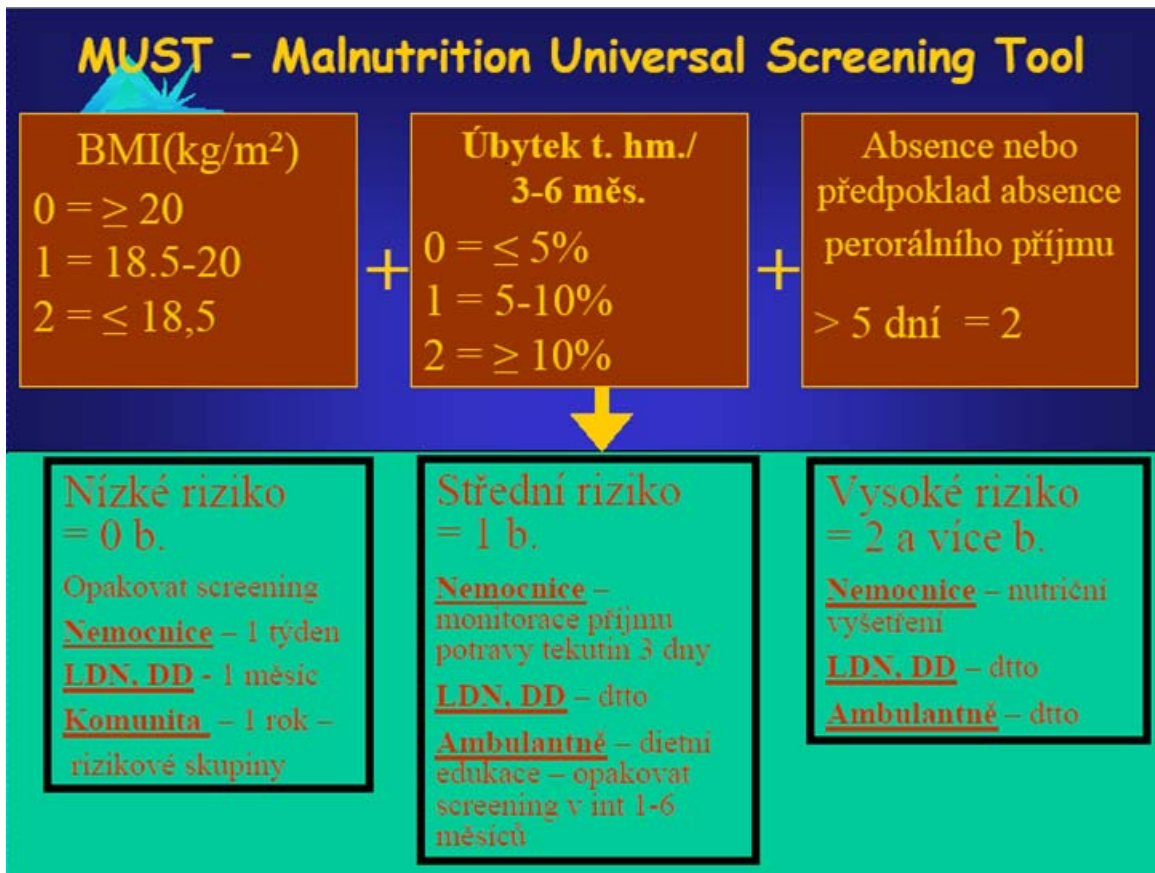 MUST – Malnutrition Universal Screening Tool
BMI(kg/m²)
0 = ≥ 20
1 = 18.5-20
2 = ≤ 18,5
+
Úbytek t. hm./
3-6 měs.
0 = ≤ 5%
1 = 5-10%
2 = ≥ 10%
+
Absence nebo
předpoklad absence
perorálního příjmu
> 5 dní = 2
Nízké riziko
= 0 b.
Opakovat screening
Nemocnice – 1 týden
LDN, DD - 1 měsíc
Komunita – 1 rok –
rizikové skupiny
Střední riziko
= 1 b.
Nemocnice –
monitorace příjmu
potravy tekutin 3 dny
LDN, DD – dtto
Ambulantně – dietní
edukace – opakovat
screening v int 1-6
měsíců
Vysoké riziko
= 2 a více b.
Nemocnice – nutriční
vyšetření
LDN, DD – dtto
Ambulantně – dtto